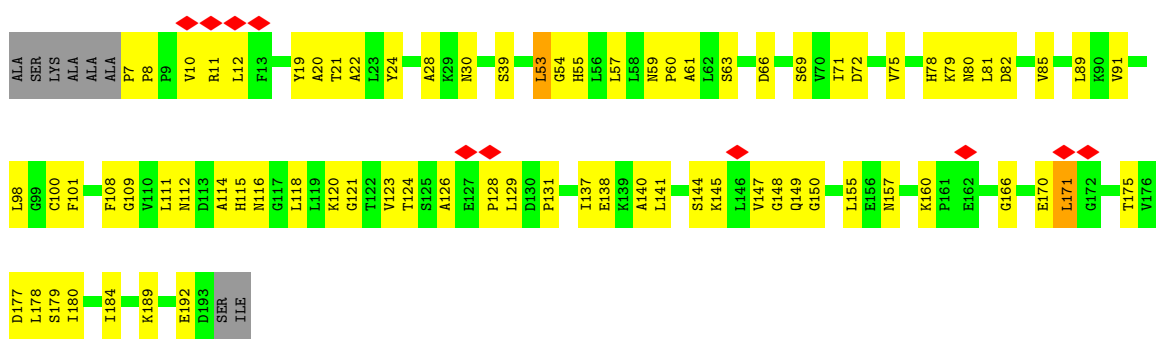 ALA SER LYS ALA ALA ALA P7 P8 P9 V10 R11 L12 F13 Y19 A20 T21 A22 L23 Y24 A28 K29 N30 S39 L53 G54 H55 L56 L57 L58 N59 P60 A61 L62 S63 D66 S69 V70 I71 D72 V75 H78 K79 N80 L81 D82 V85 L89 K90 V91
L98 G99 C100 F101 F108 G109 V110 L111 N112 D113 A114 H115 N116 G117 L118 L119 K120 G121 T122 V123 T124 S125 A126 E127 P128 L129 D130 P131 I137 E138 K139 A140 L141 S144 K145 L146 V147 G148 Q149 G150 L155 E156 N157 K160 P161 E162 G166 E170 L171 G172 T175 V176
D177 L178 S179 I180 I184 K189 E192 D193 SER ILE